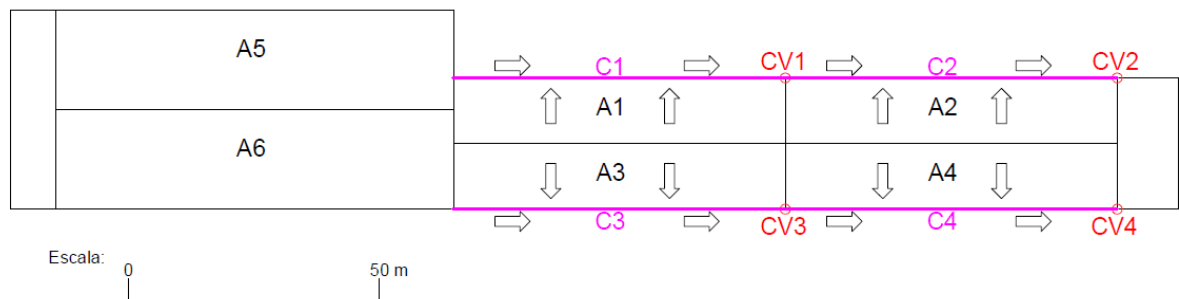 A5
C1 CV1 C2 CV2
A1 A2
A6
A3 A4
C3 CV3 C4 CV4
Escala: 0 50 m